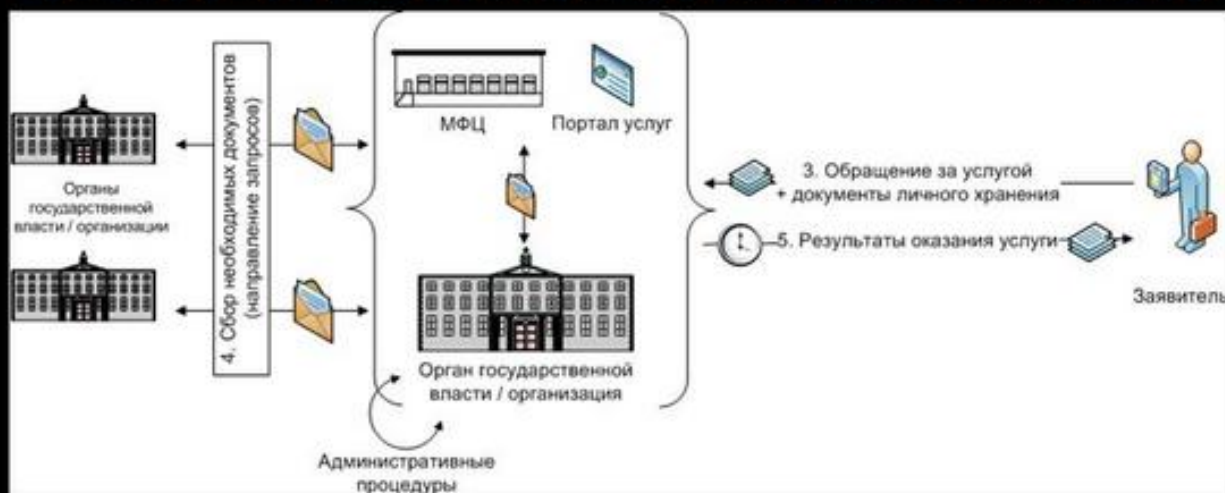 Органы
государственной
власти / организации
4. Сбор необходимых документов
(направление запросов)
МФЦ
Портал услуг
Орган государственной
власти / организация
Административные
процедуры
3. Обращение за услугой
+ документы личного хранения
5. Результаты оказания услуги
Заявитель